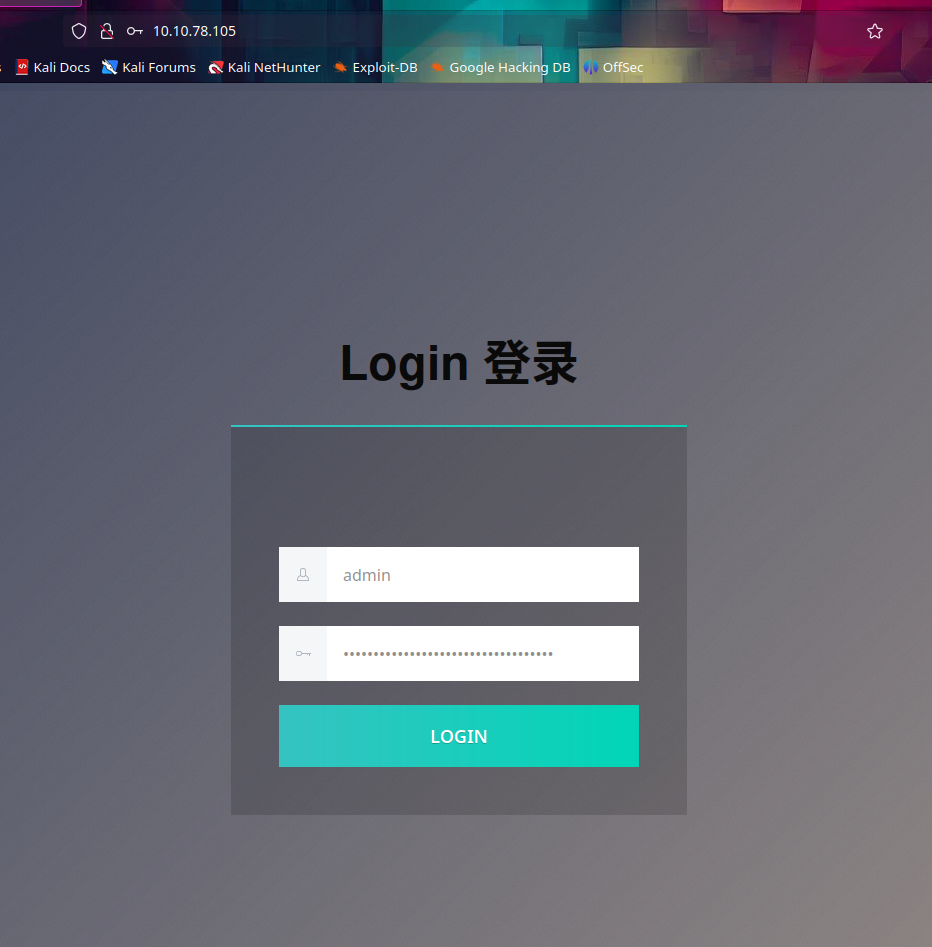 10.10.78.105
Kali Docs Kali Forums Kali NetHunter Exploit-DB Google Hacking DB OffSec
Login 登录
admin
••••••••••••••••••••••••••••••••••••
LOGIN